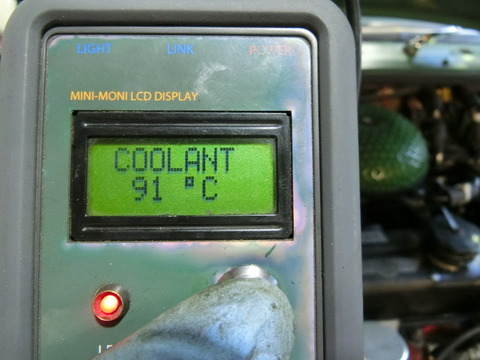 LIGHT LINK POWER
MINI-MONI LCD DISPLAY
COOLANT
91 °C